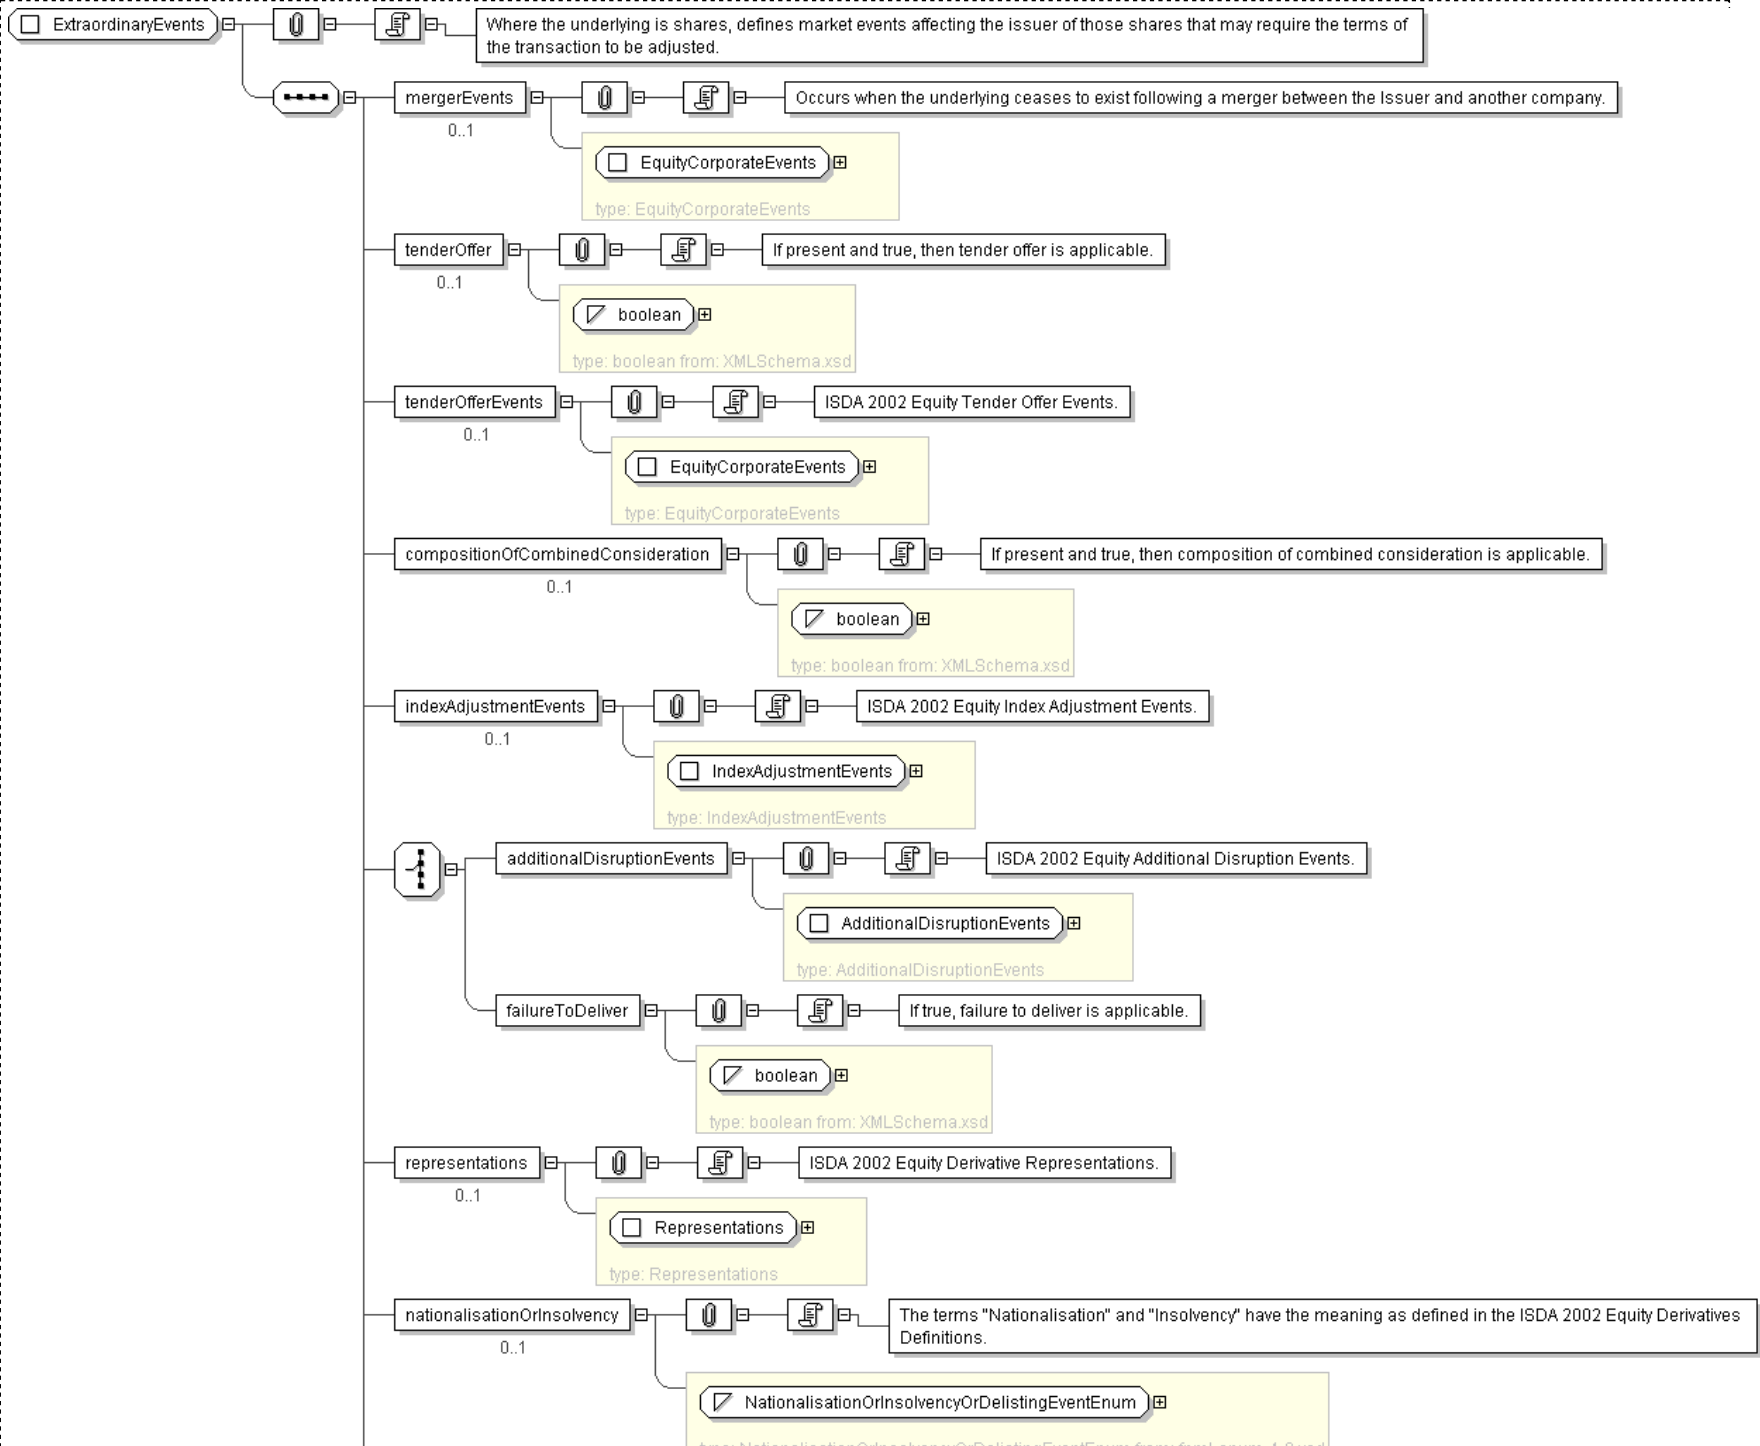 ExtraordinaryEvents
Where the underlying is shares, defines market events affecting the issuer of those shares that may require the terms of
the transaction to be adjusted.
mergerEvents
Occurs when the underlying ceases to exist following a merger between the Issuer and another company.
0..1
EquityCorporateEvents
type: EquityCorporateEvents
tenderOffer
If present and true, then tender offer is applicable.
0..1
boolean
type: boolean from: XMLSchema.xsd
tenderOfferEvents
ISDA 2002 Equity Tender Offer Events.
0..1
EquityCorporateEvents
type: EquityCorporateEvents
compositionOfCombinedConsideration
If present and true, then composition of combined consideration is applicable.
0..1
boolean
type: boolean from: XMLSchema.xsd
indexAdjustmentEvents
ISDA 2002 Equity Index Adjustment Events.
0..1
IndexAdjustmentEvents
type: IndexAdjustmentEvents
additionalDisruptionEvents
ISDA 2002 Equity Additional Disruption Events.
AdditionalDisruptionEvents
type: AdditionalDisruptionEvents
failureToDeliver
If true, failure to deliver is applicable.
boolean
type: boolean from: XMLSchema.xsd
representations
ISDA 2002 Equity Derivative Representations.
0..1
Representations
type: Representations
nationalisationOrInsolvency
The terms "Nationalisation" and "Insolvency" have the meaning as defined in the ISDA 2002 Equity Derivatives
Definitions.
0..1
NationalisationOrInsolvencyOrDelistingEventEnum